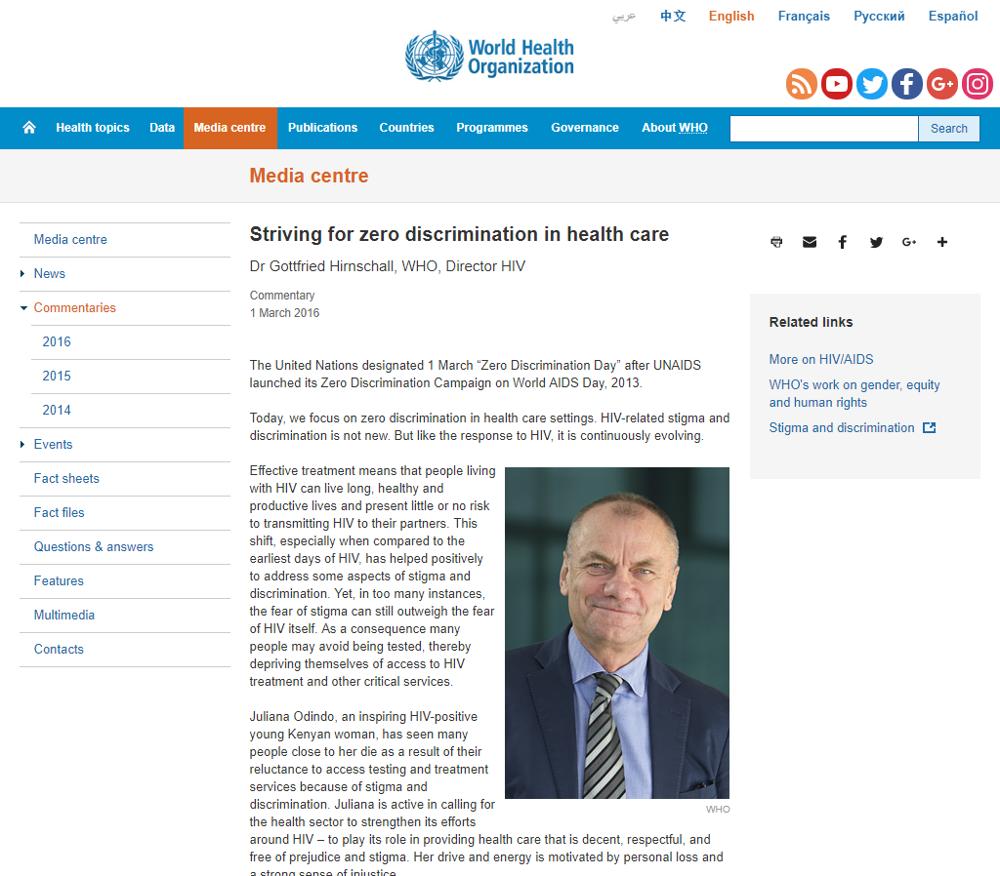 عربي 中文 English Français Русский Español
World Health
Organization
Home Health topics Data Media centre Publications Countries Programmes Governance About WHO Search
Media centre
Media centre
News
Commentaries
2016
2015
2014
Events
Fact sheets
Fact files
Questions & answers
Features
Multimedia
Contacts
Striving for zero discrimination in health care
Dr Gottfried Hirnschall, WHO, Director HIV
Commentary
1 March 2016
The United Nations designated 1 March “Zero Discrimination Day” after UNAIDS
launched its Zero Discrimination Campaign on World AIDS Day, 2013.
Today, we focus on zero discrimination in health care settings. HIV-related stigma and
discrimination is not new. But like the response to HIV, it is continuously evolving.
Effective treatment means that people living
with HIV can live long, healthy and
productive lives and present little or no risk
to transmitting HIV to their partners. This
shift, especially when compared to the
earliest days of HIV, has helped positively
to address some aspects of stigma and
discrimination. Yet, in too many instances,
the fear of stigma can still outweigh the fear
of HIV itself. As a consequence many
people may avoid being tested, thereby
depriving themselves of access to HIV
treatment and other critical services.
Juliana Odindo, an inspiring HIV-positive
young Kenyan woman, has seen many
people close to her die as a result of their
reluctance to access testing and treatment
services because of stigma and
discrimination. Juliana is active in calling for
the health sector to strengthen its efforts
around HIV – to play its role in providing health care that is decent, respectful, and
free of prejudice and stigma. Her drive and energy is motivated by personal loss and
a strong sense of injustice.
WHO
Related links
More on HIV/AIDS
WHO's work on gender, equity
and human rights
Stigma and discrimination